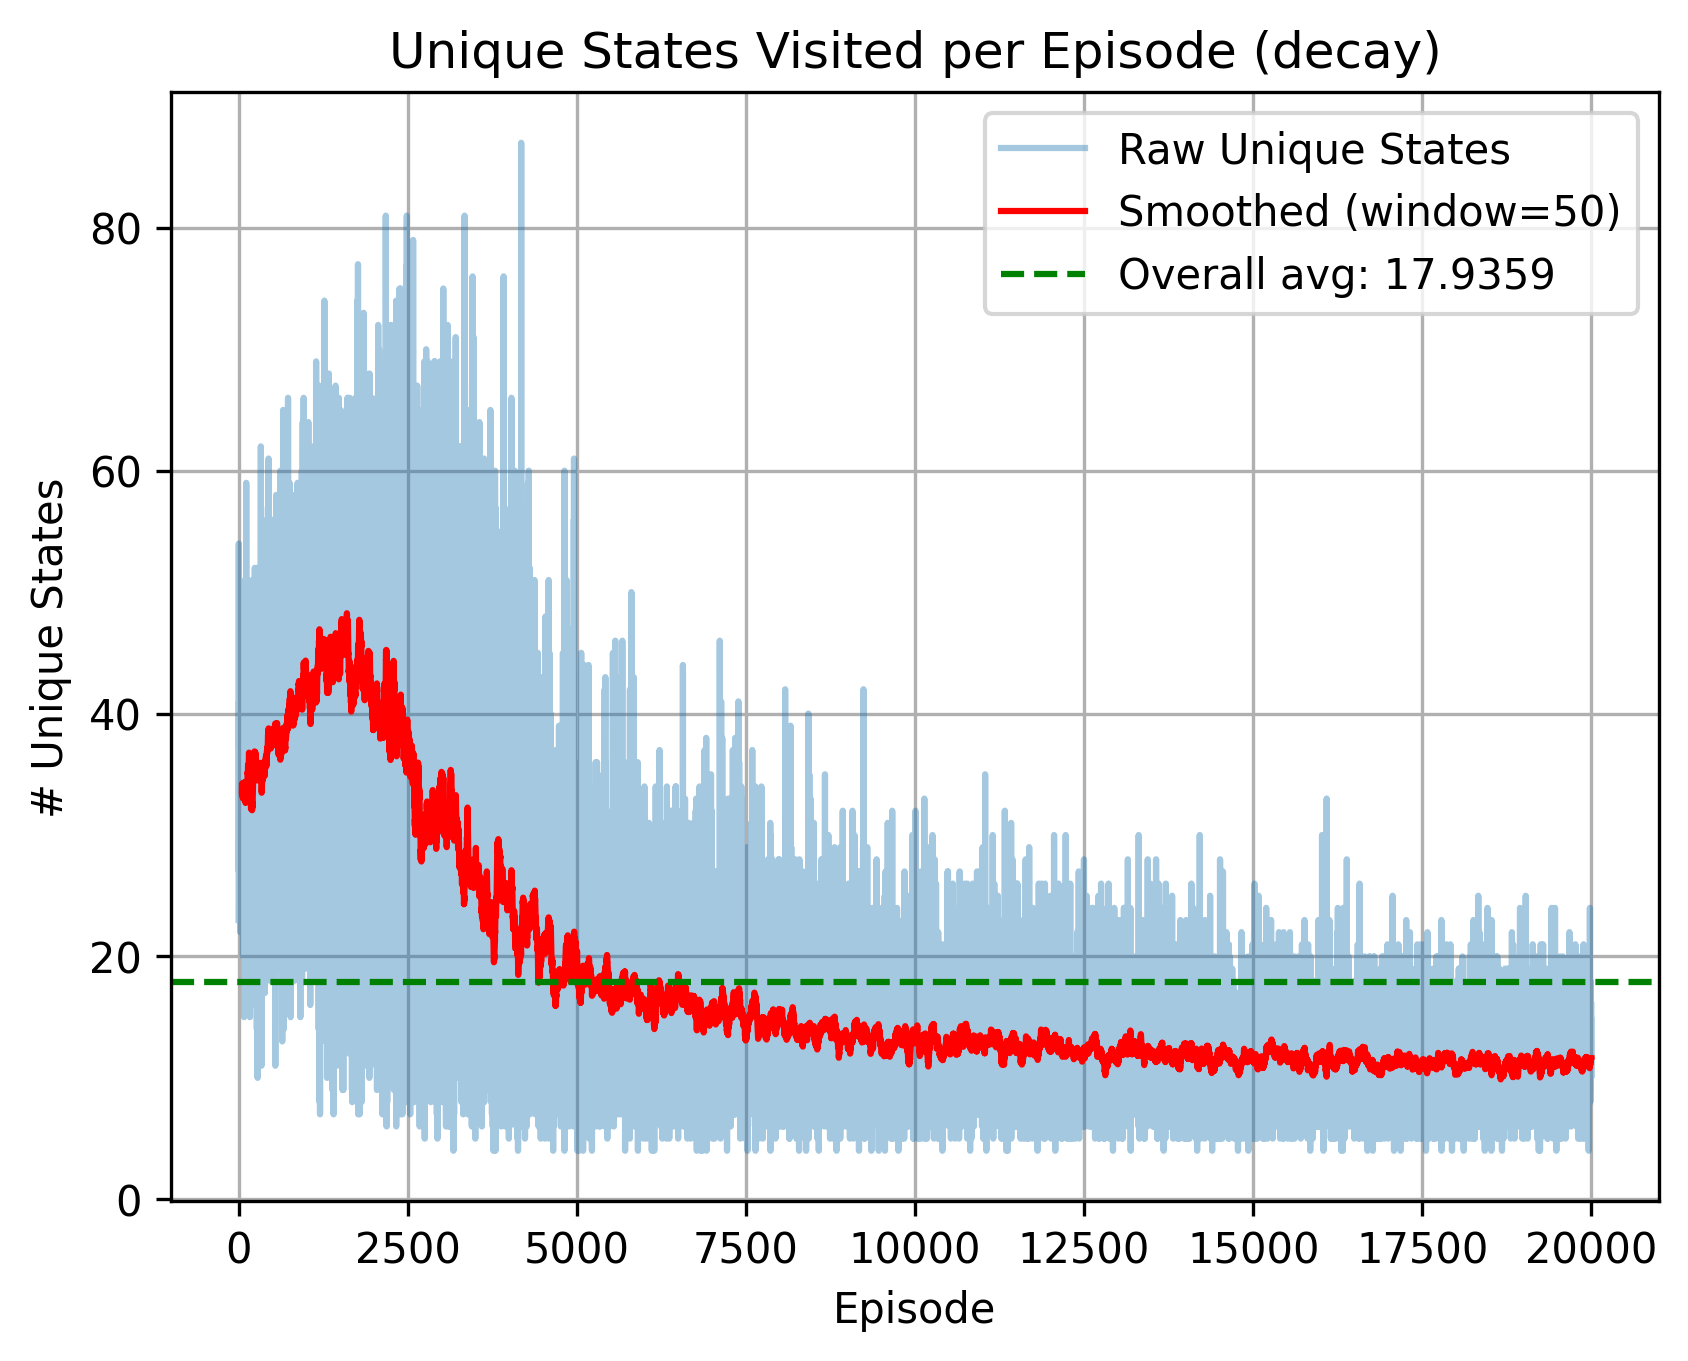 Unique States Visited per Episode (decay)
Raw Unique States
Smoothed (window=50)
Overall avg: 17.9359
# Unique States
80
60
40
20
0
0 2500 5000 7500 10000 12500 15000 17500 20000
Episode